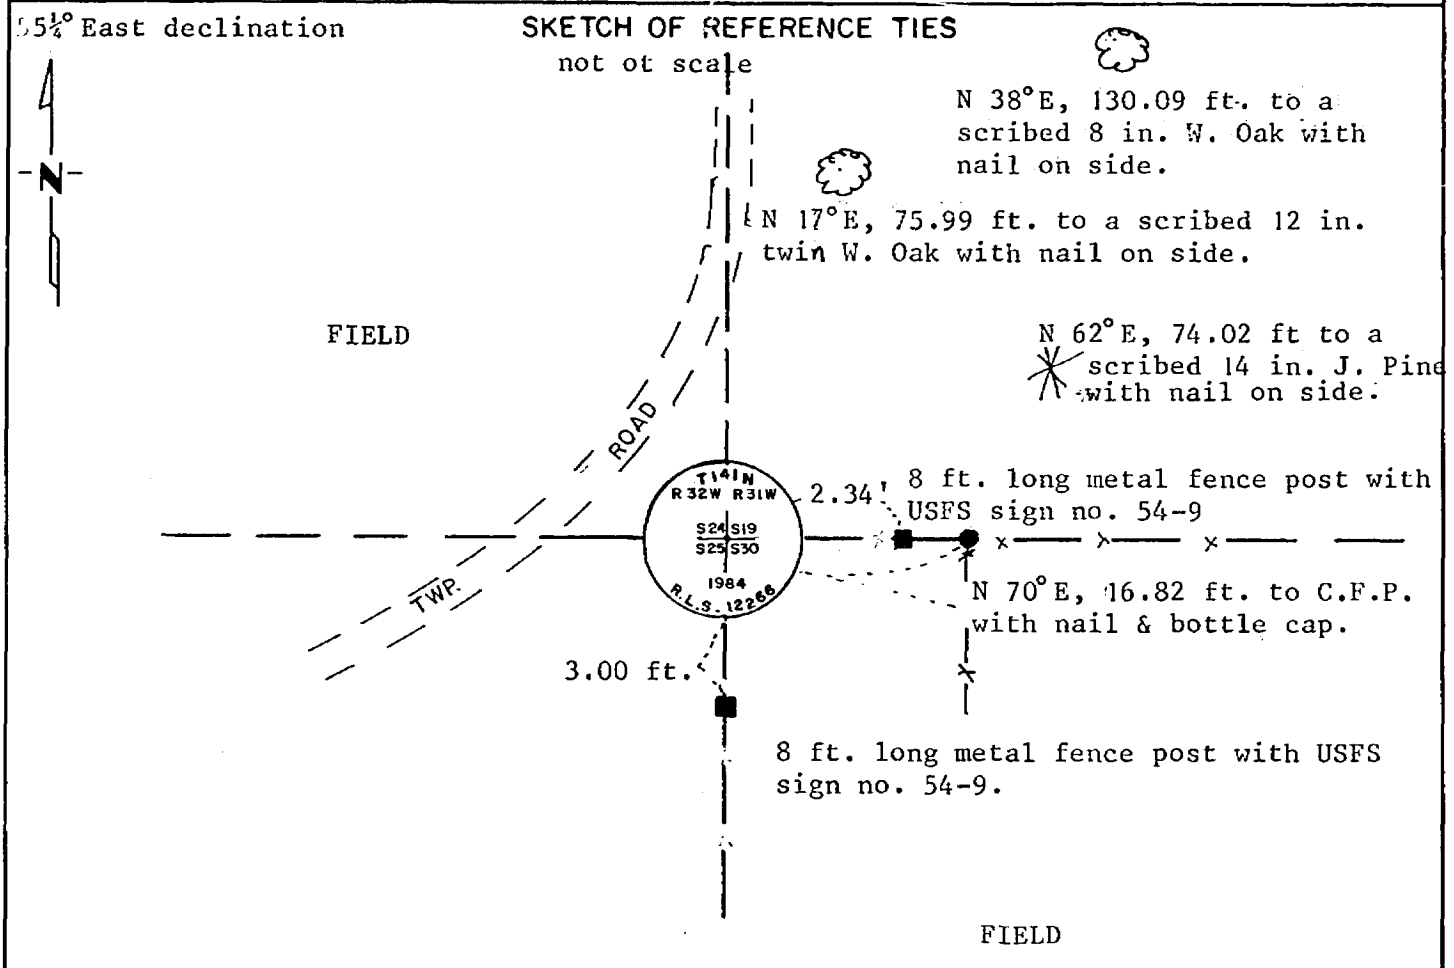 5¼° East declination
SKETCH OF REFERENCE TIES
not ot scale
N
N 38°E, 130.09 ft. to a
scribed 8 in. W. Oak with
nail on side.
N 17°E, 75.99 ft. to a scribed 12 in.
twin W. Oak with nail on side.
FIELD
N 62°E, 74.02 ft to a
scribed 14 in. J. Pine
with nail on side.
TWP. ROAD
T141N
R32W R31W
S24 S19
S25 S30
1984
R.L.S. 12266
2.34'
8 ft. long metal fence post with
USFS sign no. 54-9
N 70°E, 16.82 ft. to C.F.P.
with nail & bottle cap.
3.00 ft.
8 ft. long metal fence post with USFS
sign no. 54-9.
FIELD